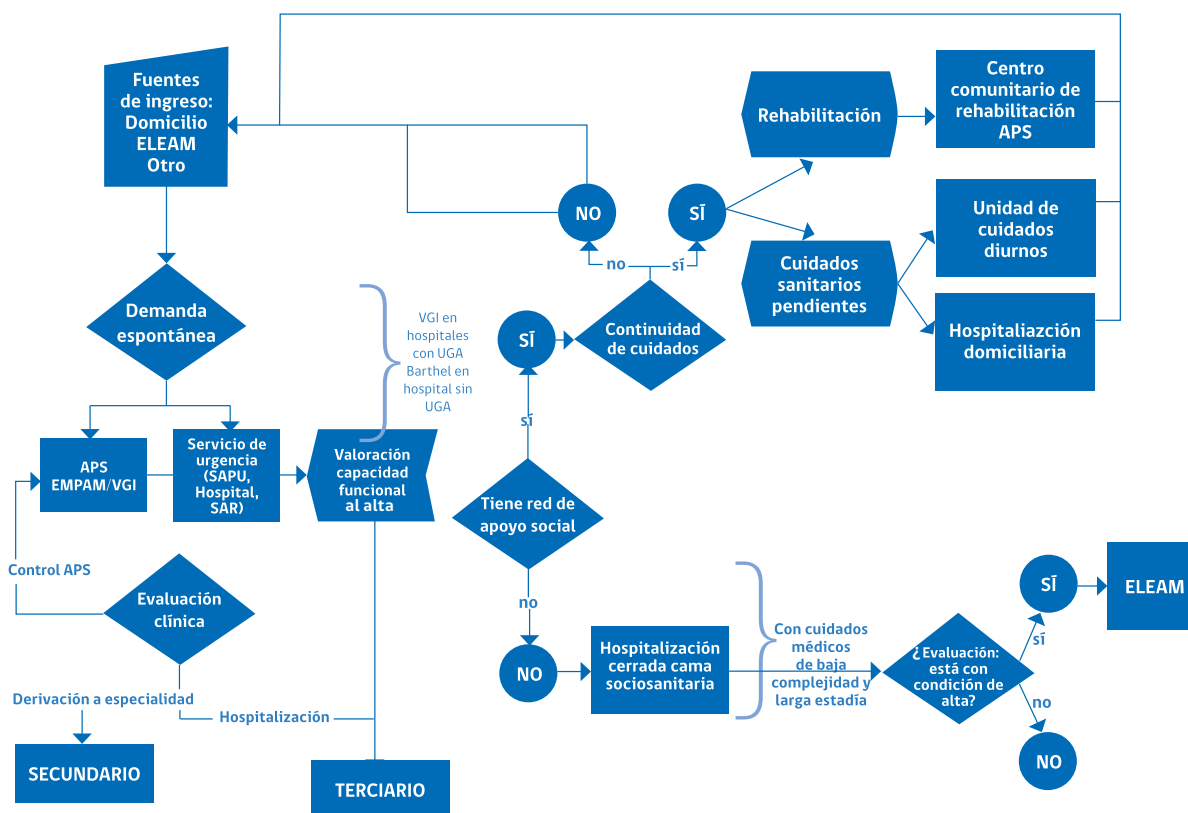 Fuentes
de ingreso:
Domicilio
ELEAM
Otro
Demanda
espontánea
APS
EMPAM/VGI
Servicio de
urgencia
(SAPU,
Hospital,
SAR)
Valoración
capacidad
funcional
al alta
VGI en
hospitales
con UGA
Barthel en
hospital sin
UGA
Control APS
Evaluación
clínica
Derivación a especialidad
Hospitalización
SECUNDARIO
TERCIARIO
Tiene red de
apoyo social
sí
SÍ
no
NO
Continuidad
de cuidados
no
NO
sí
SÍ
Rehabilitación
Centro
comunitario de
rehabilitación
APS
Cuidados
sanitarios
pendientes
Unidad de
cuidados
diurnos
Hospitaliazción
domiciliaria
Hospitalización
cerrada cama
sociosanitaria
Con cuidados
médicos
de baja
complejidad y
larga estadía
¿Evaluación:
está con
condición de
alta?
sí
SÍ
ELEAM
no
NO